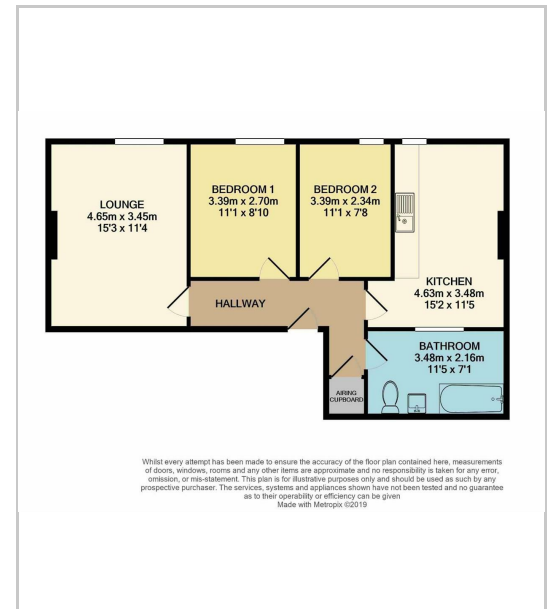 LOUNGE
4.65m x 3.45m
15'3 x 11'4
BEDROOM 1
3.39m x 2.70m
11'1 x 8'10
BEDROOM 2
3.39m x 2.34m
11'1 x 7'8
KITCHEN
4.63m x 3.48m
15'2 x 11'5
HALLWAY
BATHROOM
3.48m x 2.16m
11'5 x 7'1
AIRING
CUPBOARD
Whilst every attempt has been made to ensure the accuracy of the floor plan contained here, measurements
of doors, windows, rooms and any other items are approximate and no responsibility is taken for any error,
omission, or mis-statement. This plan is for illustrative purposes only and should be used as such by any
prospective purchaser. The services, systems and appliances shown have not been tested and no guarantee
as to their operability or efficiency can be given
Made with Metropix ©2019